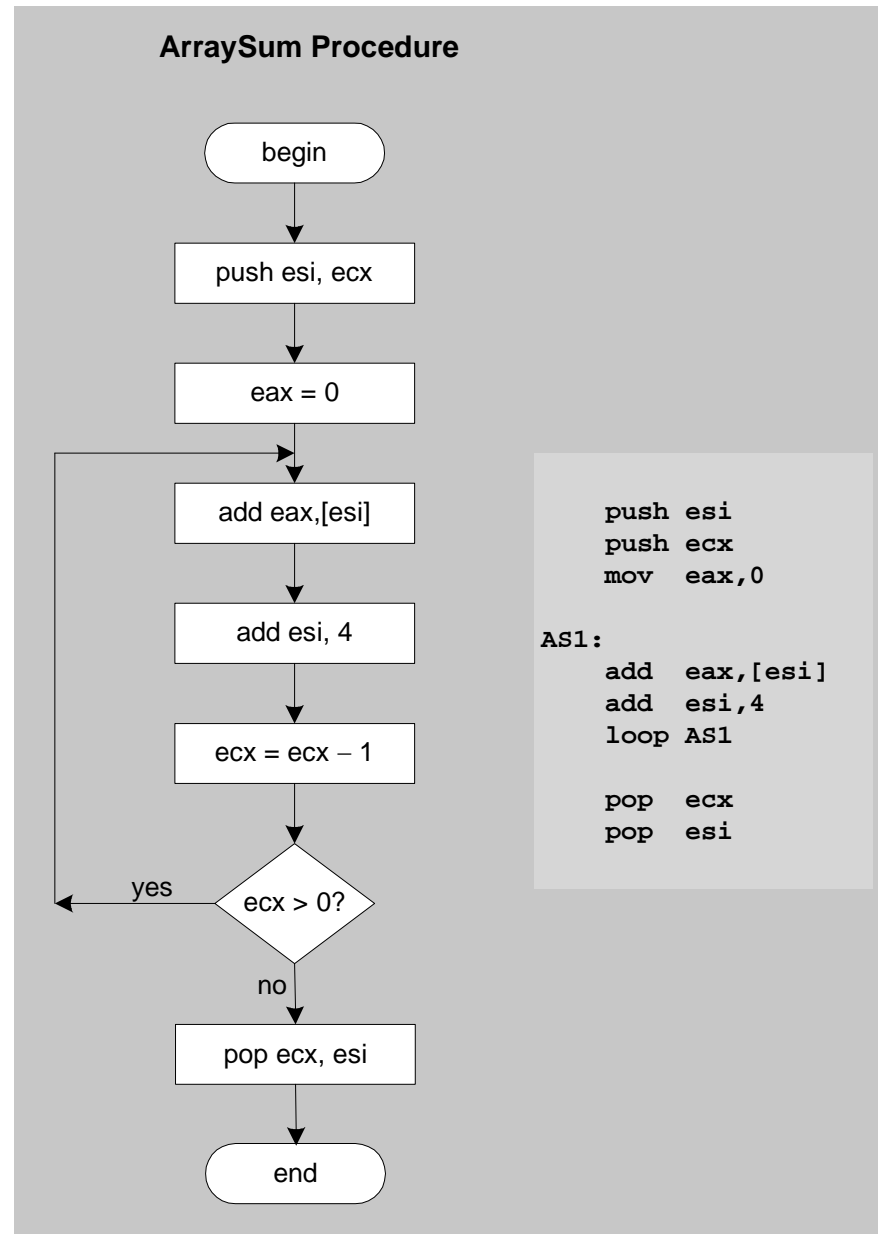 ArraySum Procedure
begin
push esi, ecx
eax = 0
add eax,[esi]
add esi, 4
ecx = ecx − 1
yes
ecx > 0?
no
pop ecx, esi
end
push esi
push ecx
mov eax,0
AS1:
add eax,[esi]
add esi,4
loop AS1
pop ecx
pop esi